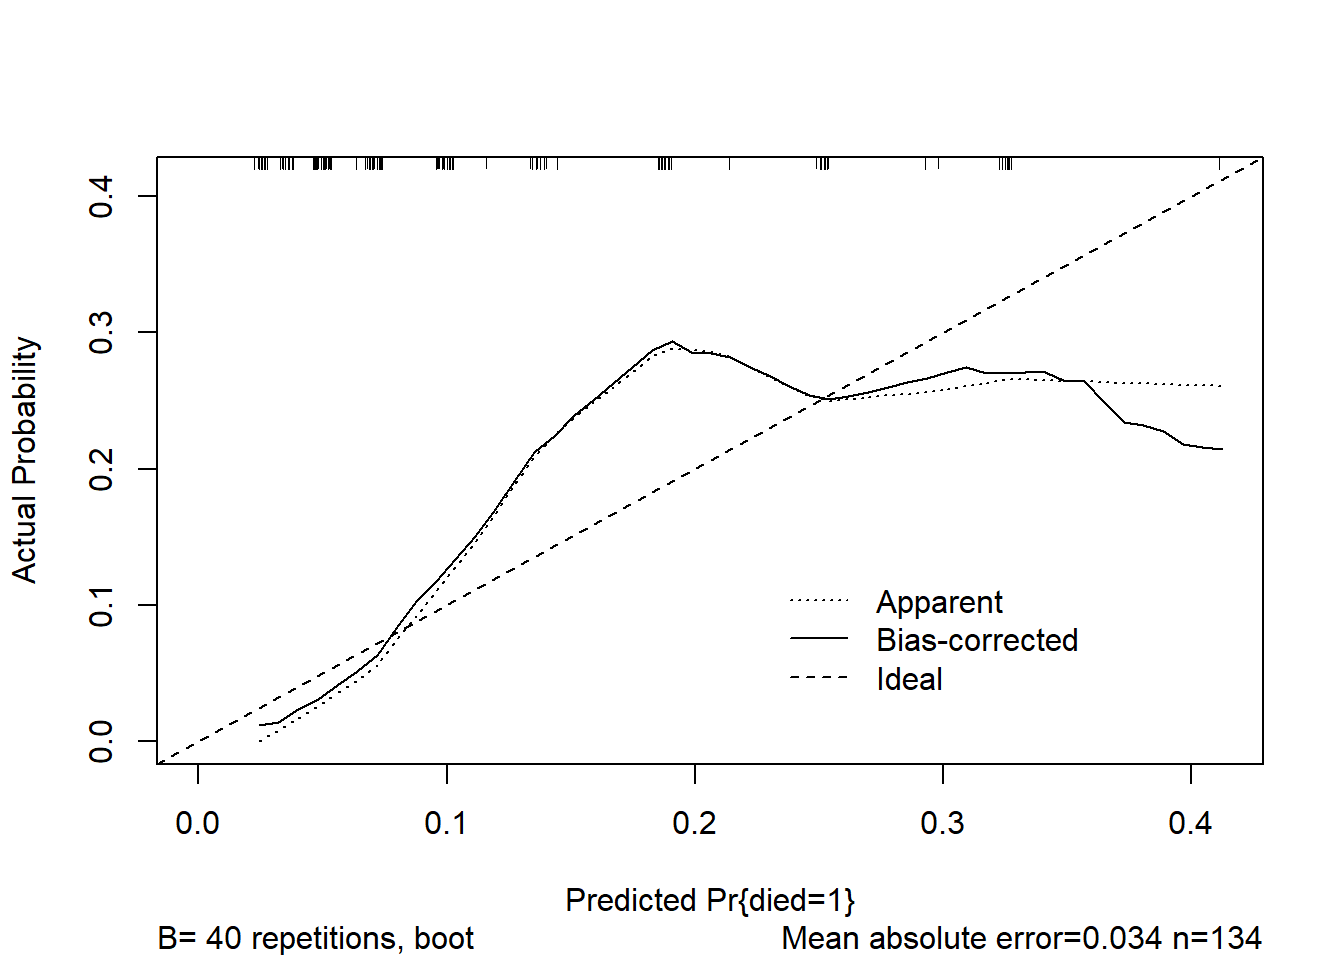 0.4
0.3
0.2
0.1
0.0
Actual Probability
Apparent
Bias-corrected
Ideal
0.0 0.1 0.2 0.3 0.4
Predicted Pr{died=1}
B= 40 repetitions, boot Mean absolute error=0.034 n=134